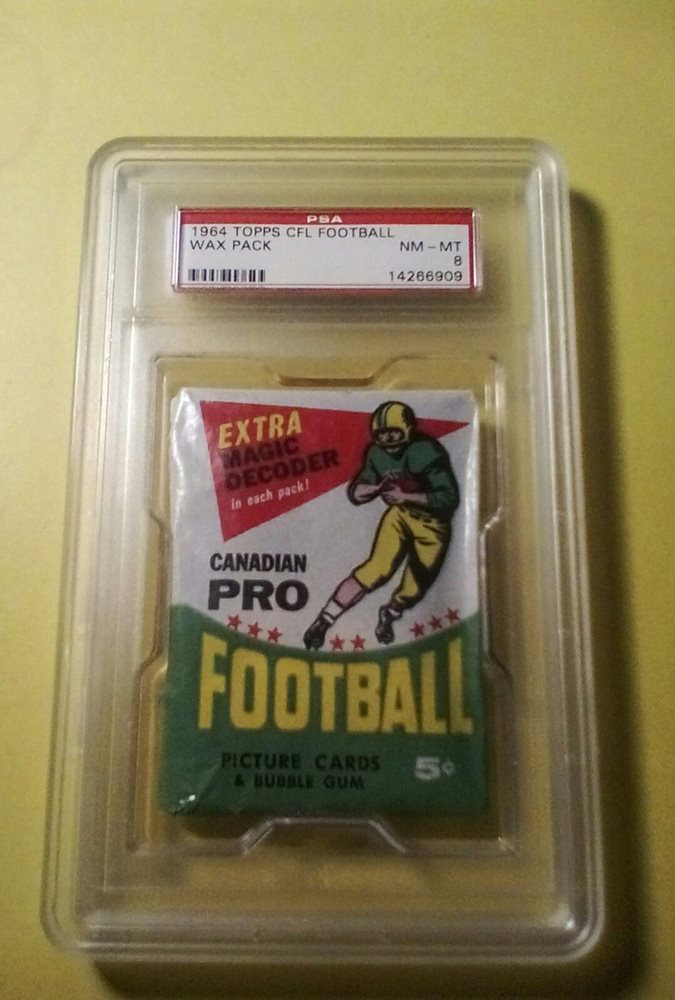 PSA
1964 TOPPS CFL FOOTBALL
WAX PACK NM-MT
8
14266909
EXTRA
MAGIC
DECODER
in each pack!
CANADIAN
PRO
FOOTBALL
PICTURE CARDS
& BUBBLE GUM
5¢